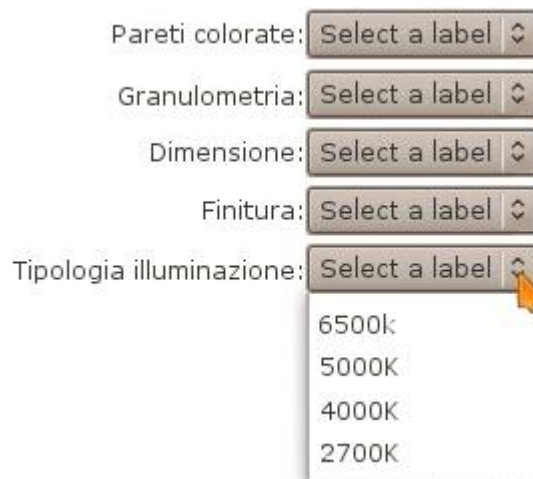 Pareti colorate: Select a label
Granulometria: Select a label
Dimensione: Select a label
Finitura: Select a label
Tipologia illuminazione: Select a label
6500k
5000K
4000K
2700K